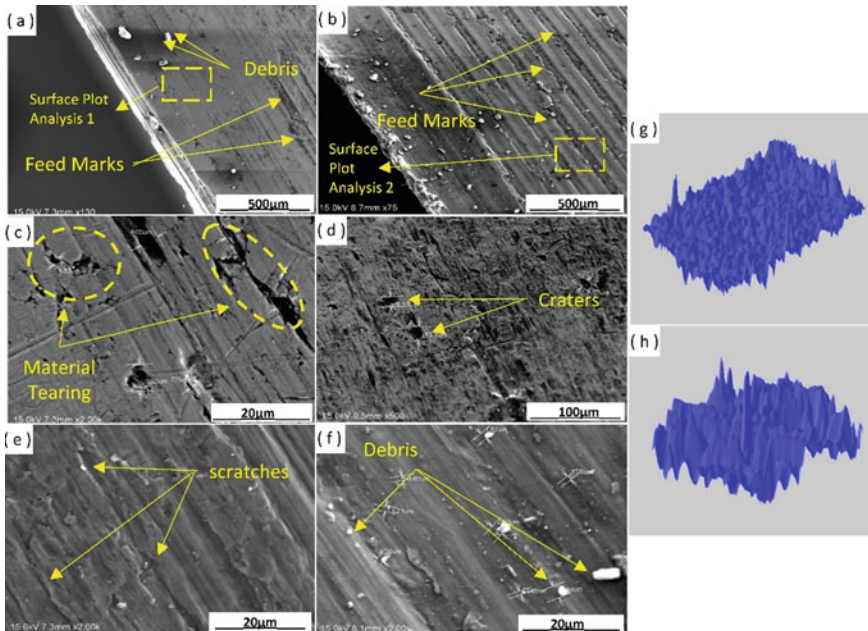 (a)
Debris
Surface Plot
Analysis 1
Feed Marks
500µm
15.0kV 7.3mm x130
(b)
Feed Marks
Surface
Plot
Analysis 2
500µm
15.0kV 8.7mm x75
(c)
Material
Tearing
20µm
15.0kV 7.3mm x2.00k
(d)
Craters
100µm
15.0kV 8.5mm x500
(e)
scratches
20µm
15.0kV 7.3mm x2.00k
(f)
Debris
20µm
15.0kV 8.1mm x2.00k
(g)
(h)